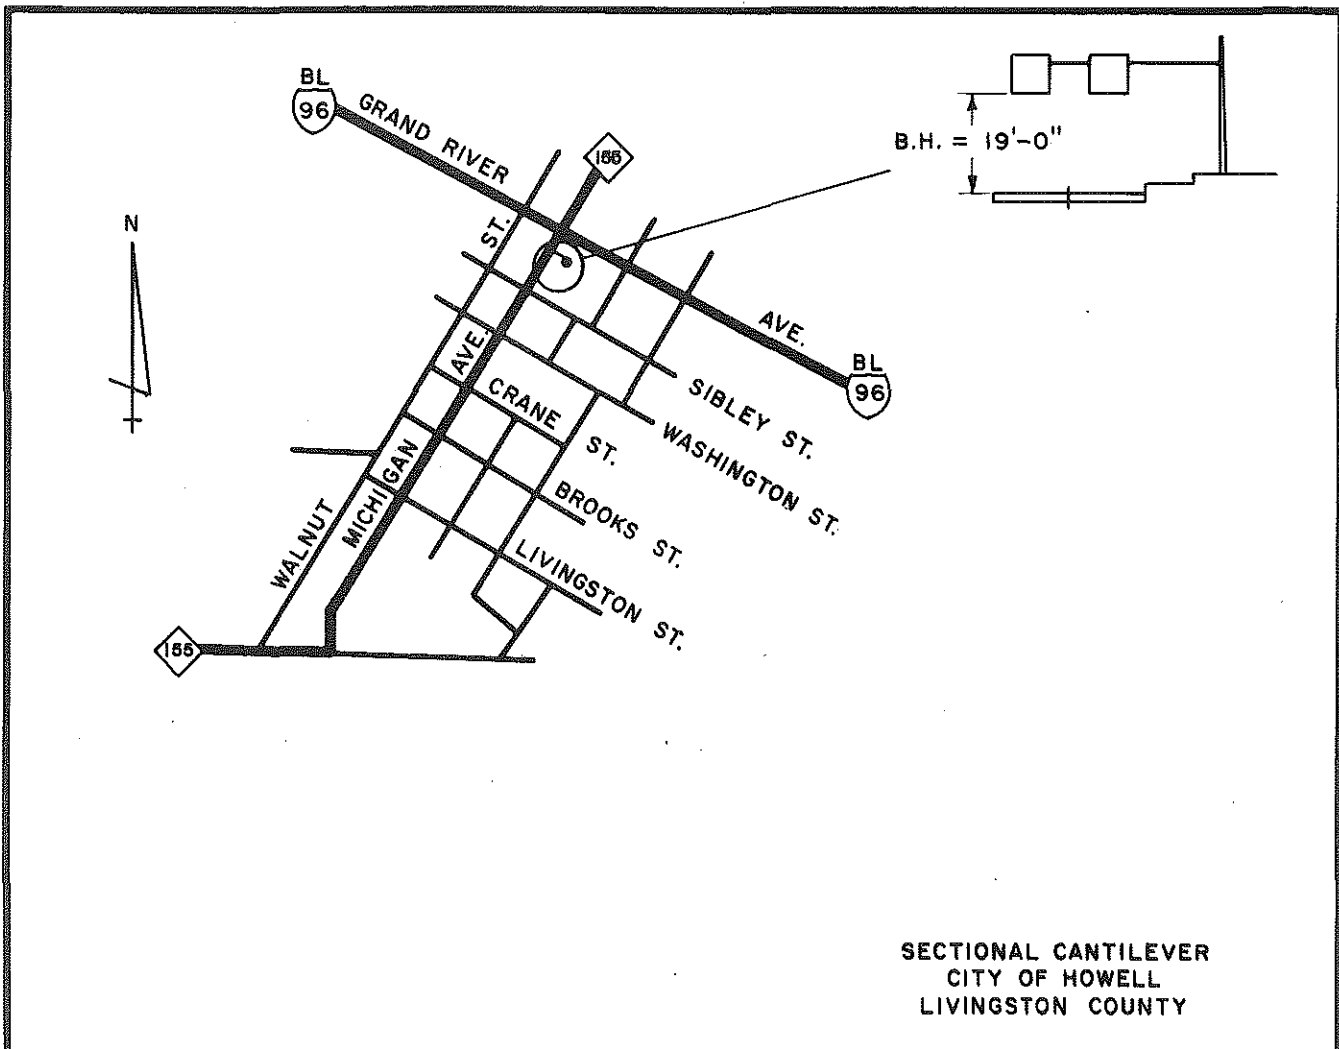 BL
96
GRAND RIVER
155
B.H. = 19'-0"
N
ST.
AVE.
BL
96
AVE.
CRANE
ST.
SIBLEY ST.
WASHINGTON ST.
BROOKS ST.
LIVINGSTON ST.
MICHIGAN
WALNUT
155
SECTIONAL CANTILEVER
CITY OF HOWELL
LIVINGSTON COUNTY